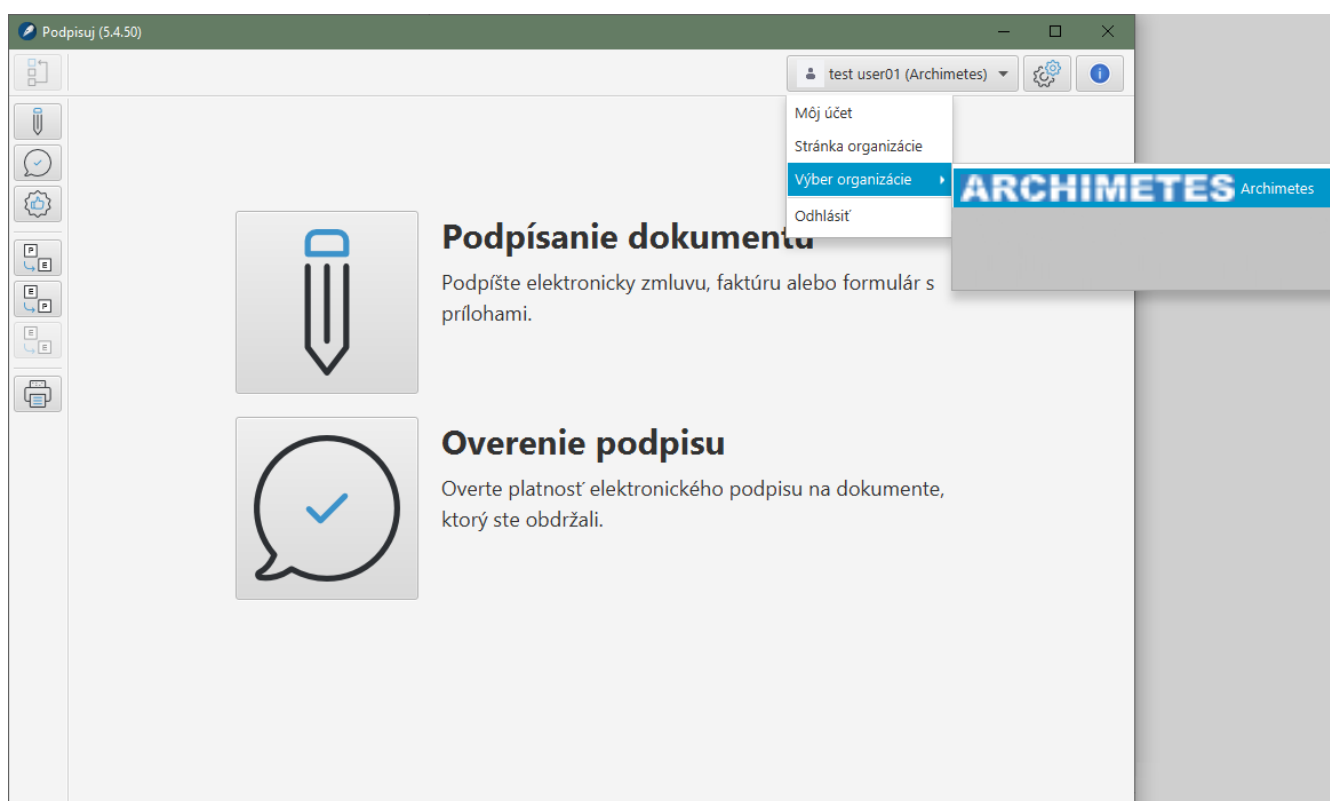 Podpisuj (5.4.50)
test user01 (Archimetes)
Môj účet
Stránka organizácie
Výber organizácie
ARCHIMETES Archimetes
Odhlásiť
Podpísanie dokumentu
Podpíšte elektronicky zmluvu, faktúru alebo formulár s
prílohami.
Overenie podpisu
Overte platnosť elektronického podpisu na dokumente,
ktorý ste obdržali.
P
E
E
P
E
E